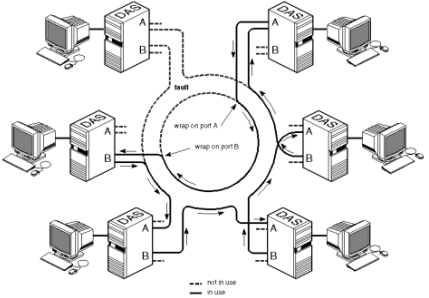 DAS
A
B
DAS
A
B
fault
wrap on port A
wrap on port B
DAS
A
B
DAS
A
B
DAS
A
B
DAS
A
B
not in use
in use